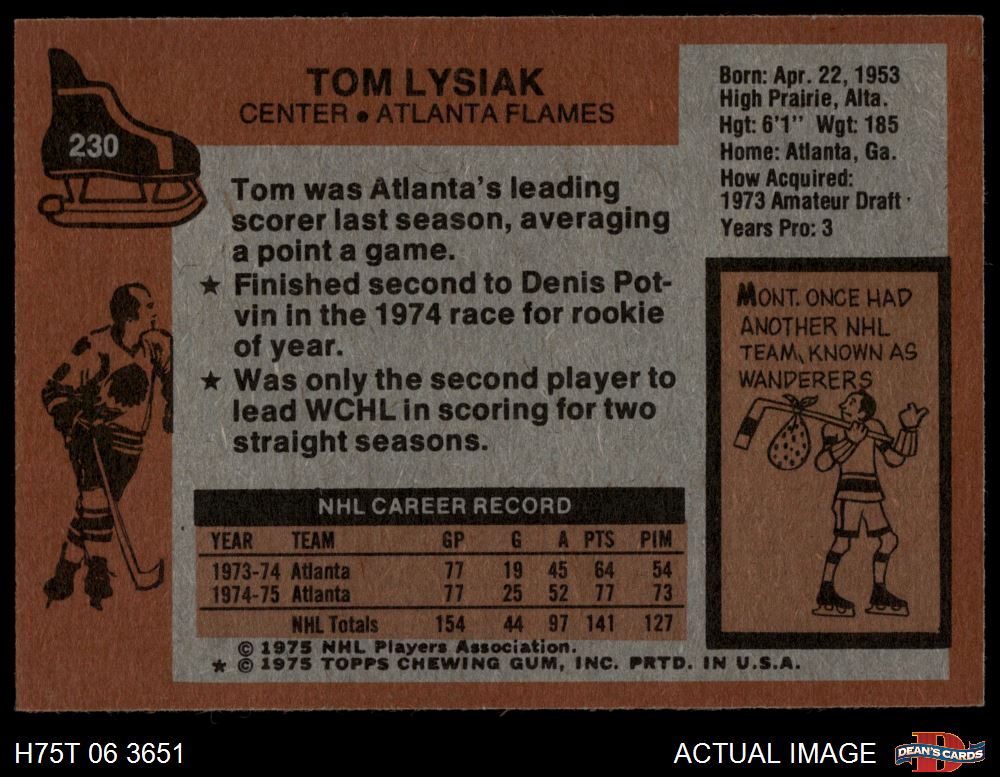 230
TOM LYSIAK
CENTER • ATLANTA FLAMES
Born: Apr. 22, 1953
High Prairie, Alta.
Hgt: 6'1" Wgt: 185
Home: Atlanta, Ga.
How Acquired:
1973 Amateur Draft
Years Pro: 3
Tom was Atlanta's leading
scorer last season, averaging
a point a game.
★ Finished second to Denis Pot-
vin in the 1974 race for rookie
of year.
★ Was only the second player to
lead WCHL in scoring for two
straight seasons.
MONT. ONCE HAD
ANOTHER NHL
TEAM, KNOWN AS
WANDERERS
NHL CAREER RECORD
YEAR TEAM GP G A PTS PIM
1973-74 Atlanta 77 19 45 64 54
1974-75 Atlanta 77 25 52 77 73
NHL Totals 154 44 97 141 127
© 1975 NHL Players Association.
★ © 1975 TOPPS CHEWING GUM, INC. PRTD. IN U.S.A.
H75T 06 3651
ACTUAL IMAGE
D
DEAN'S CARDS